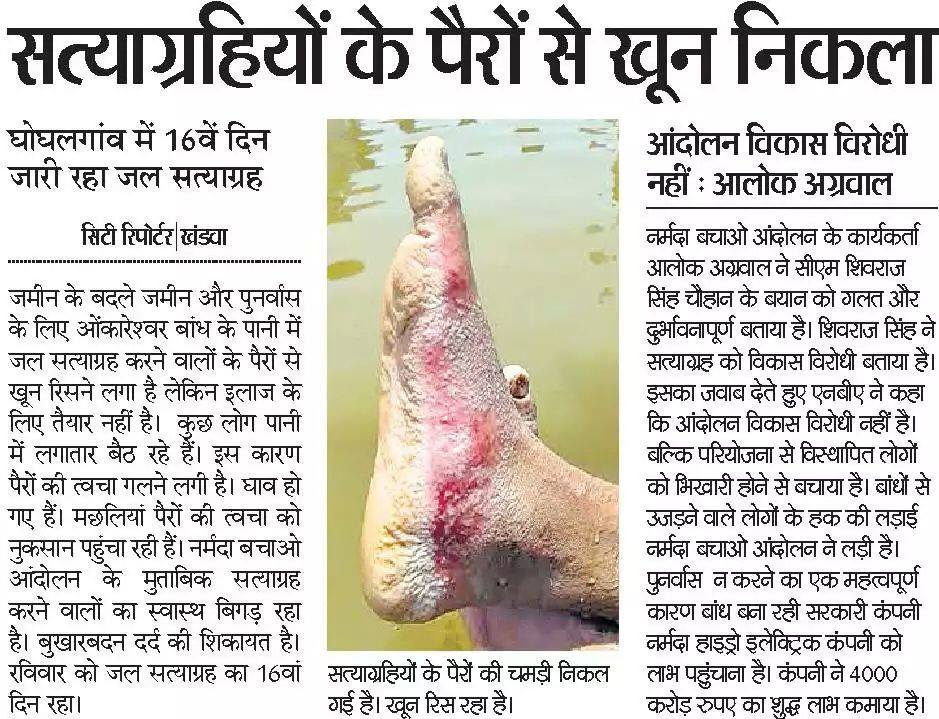 सत्याग्रहियों के पैरों से खून निकला
घोघलगांव में 16वें दिन
जारी रहा जल सत्याग्रह
सिटी रिपोर्टर|खंडवा
जमीन के बदले जमीन और पुनर्वास
के लिए ओंकारेश्वर बांध के पानी में
जल सत्याग्रह करने वालों के पैरों से
खून रिसने लगा है लेकिन इलाज के
लिए तैयार नहीं है। कुछ लोग पानी
में लगातार बैठ रहे हैं। इस कारण
पैरों की त्वचा गलने लगी है। घाव हो
गए हैं। मछलियां पैरों की त्वचा को
नुकसान पहुंचा रही हैं। नर्मदा बचाओ
आंदोलन के मुताबिक सत्याग्रह
करने वालों का स्वास्थ बिगड़ रहा
है। बुखारबदन दर्द की शिकायत है।
रविवार को जल सत्याग्रह का 16वां
दिन रहा।
सत्याग्रहियों के पैरों की चमड़ी निकल
गई है। खून रिस रहा है।
आंदोलन विकास विरोधी
नहीं : आलोक अग्रवाल
नर्मदा बचाओ आंदोलन के कार्यकर्ता
आलोक अग्रवाल ने सीएम शिवराज
सिंह चौहान के बयान को गलत और
दुर्भावनापूर्ण बताया है। शिवराज सिंह ने
सत्याग्रह को विकास विरोधी बताया है।
इसका जवाब देते हुए एनबीए ने कहा
कि आंदोलन विकास विरोधी नहीं है।
बल्कि परियोजना से विस्थापित लोगों
को भिखारी होने से बचाया है। बांधों से
उजड़ने वाले लोगों के हक की लड़ाई
नर्मदा बचाओ आंदोलन ने लड़ी है।
पुनर्वास न करने का एक महत्वपूर्ण
कारण बांध बना रही सरकारी कंपनी
नर्मदा हाइड्रो इलेक्ट्रिक कंपनी को
लाभ पहुंचाना है। कंपनी ने 4000
करोड़ रुपए का शुद्ध लाभ कमाया है।